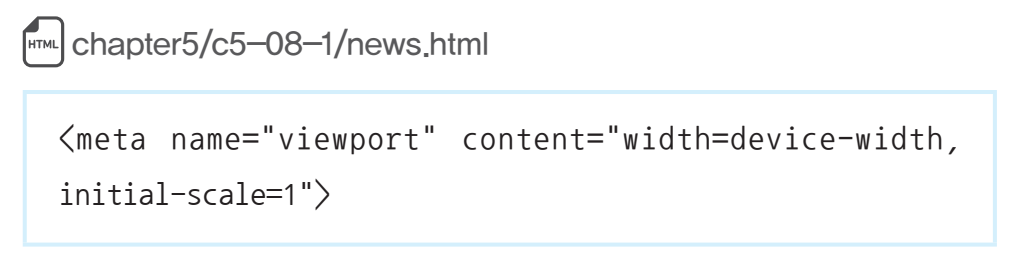 HTML
chapter5/c5-08-1/news.html
<meta name="viewport" content="width=device-width,
initial-scale=1">